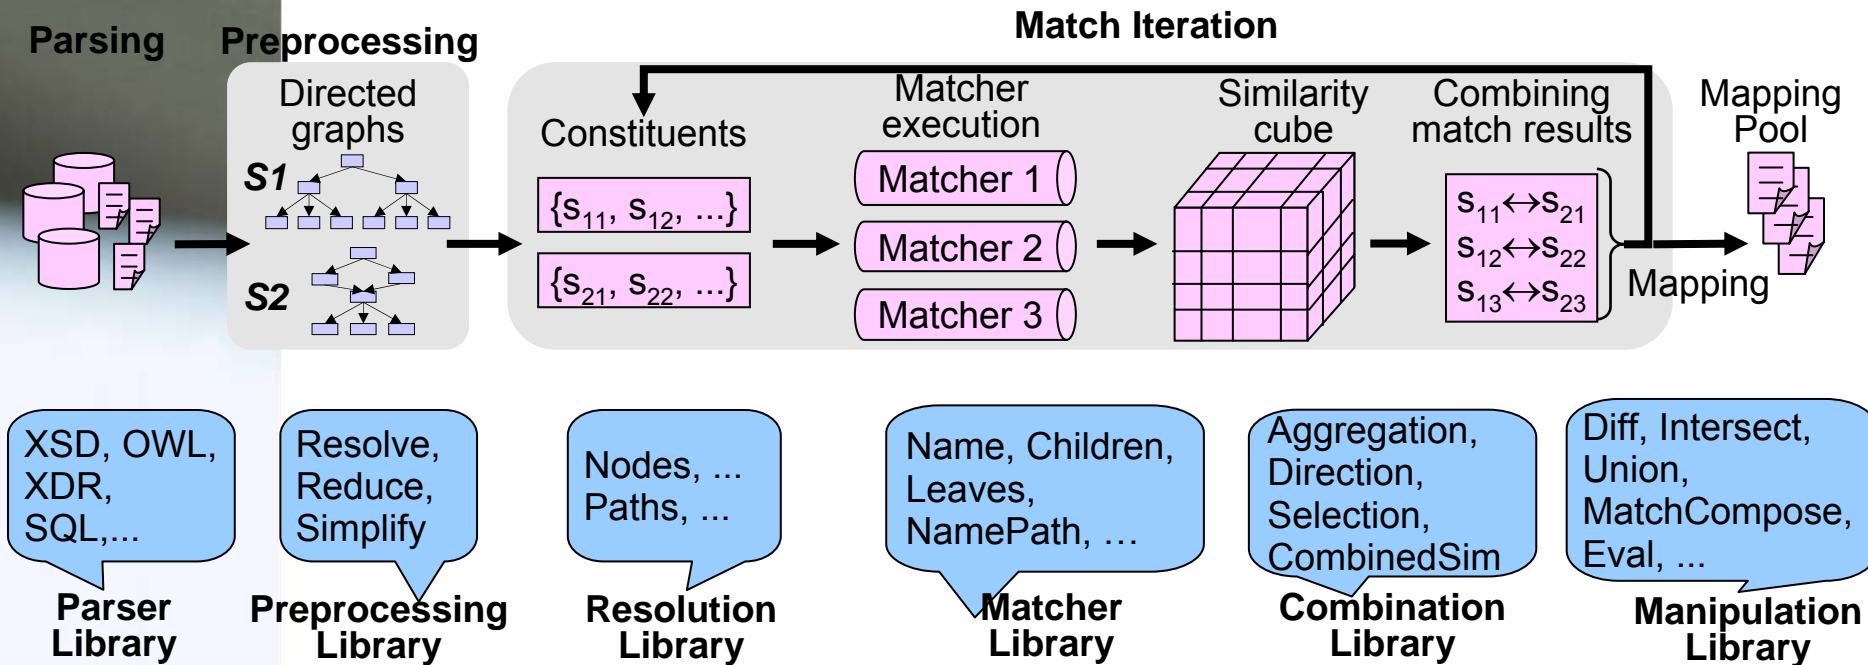 Parsing
Preprocessing
Match Iteration
Directed
graphs
S1
S2
Constituents
{s11, s12, ...}
{s21, s22, ...}
Matcher
execution
Matcher 1
Matcher 2
Matcher 3
Similarity
cube
Combining
match results
s11↔s21
s12↔s22
s13↔s23
Mapping
Mapping
Pool
XSD, OWL,
XDR,
SQL,...
Parser
Library
Resolve,
Reduce,
Simplify
Preprocessing
Library
Nodes, ...
Paths, ...
Resolution
Library
Name, Children,
Leaves,
NamePath, …
Matcher
Library
Aggregation,
Direction,
Selection,
CombinedSim
Combination
Library
Diff, Intersect,
Union,
MatchCompose,
Eval, ...
Manipulation
Library